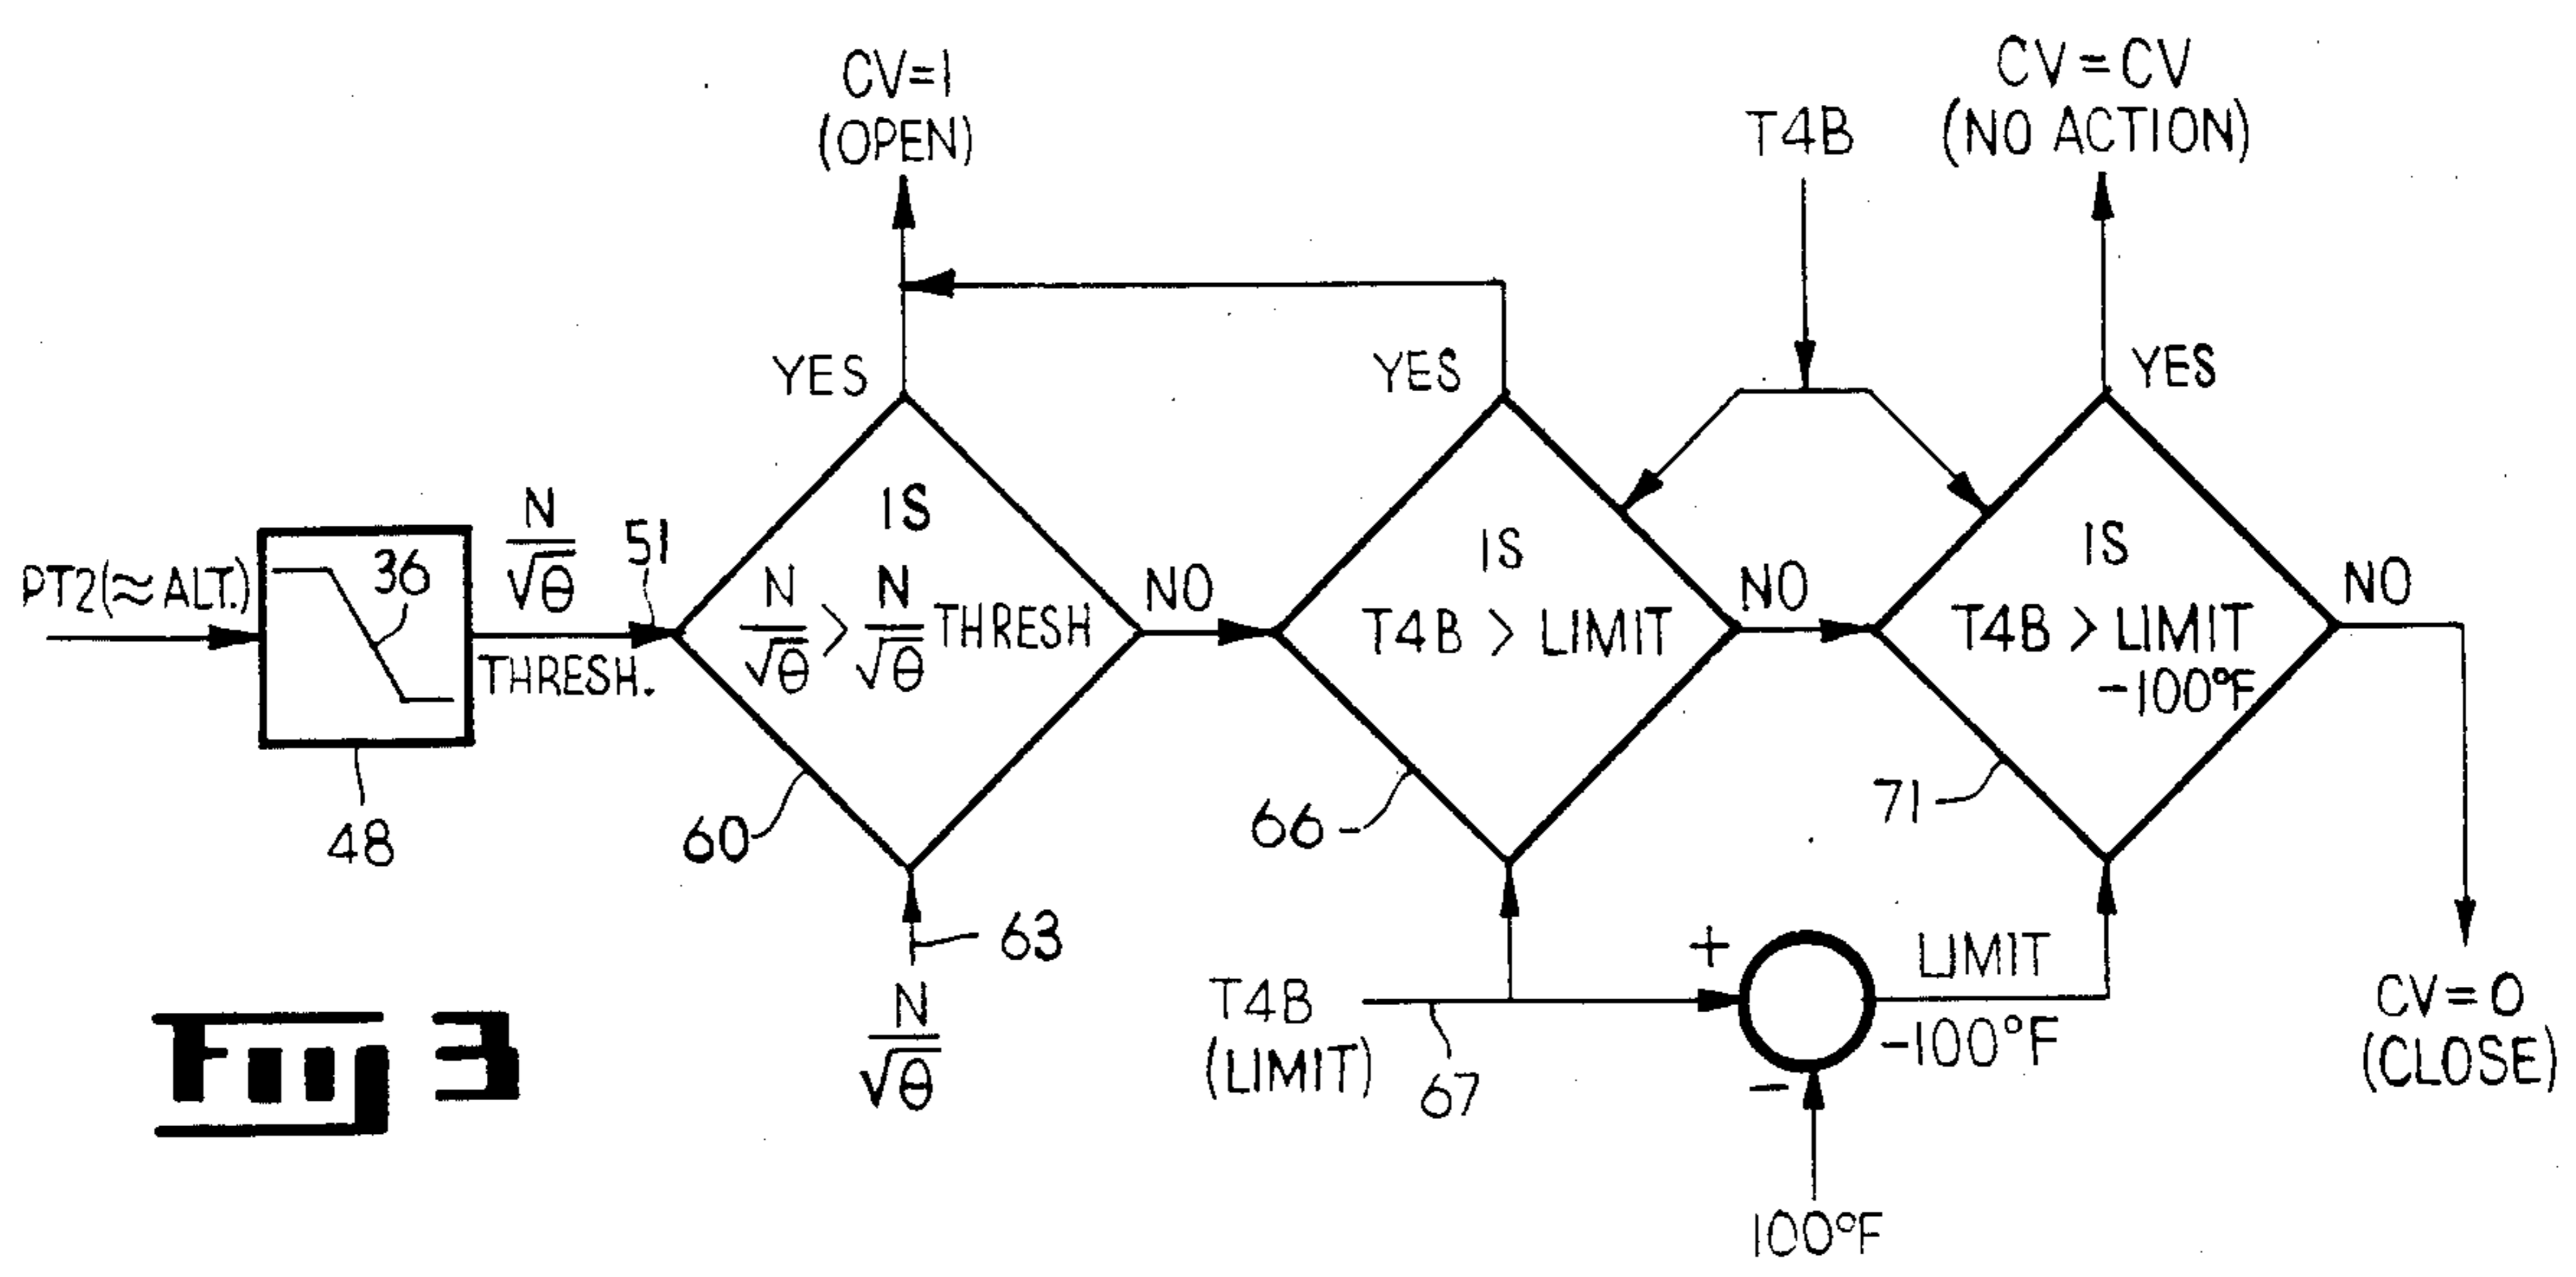 CV=1
(OPEN)
CV=CV
(NO ACTION)
T4B
YES
YES
YES
PT2(≈ALT.)
36
N
√θ
THRESH.
51
48
IS
N/√θ > N/√θ THRESH
NO
60
63
N
√θ
IS
T4B > LIMIT
NO
66
IS
T4B > LIMIT
-100°F
NO
71
T4B
(LIMIT)
67
+
-
LIMIT
-100°F
100°F
CV=0
(CLOSE)
Fig 3